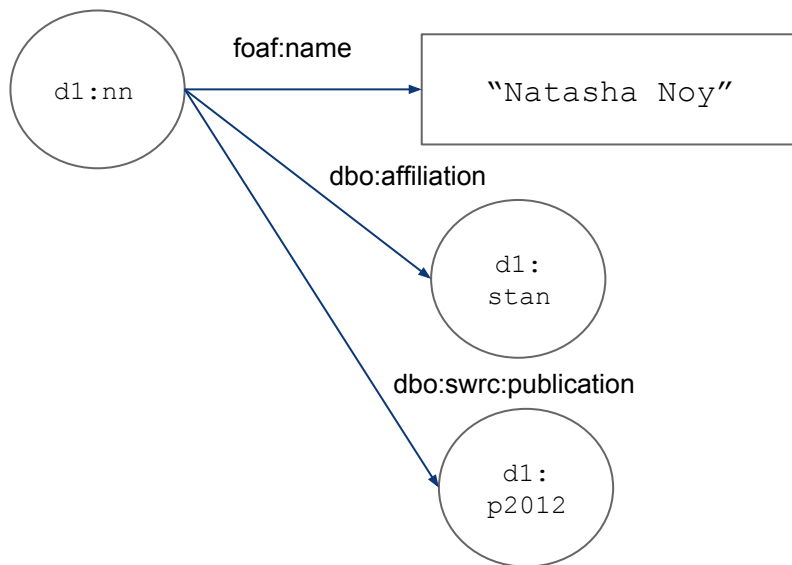 foaf:name
d1:nn
“Natasha Noy”
dbo:affiliation
d1:
stan
dbo:swrc:publication
d1:
p2012